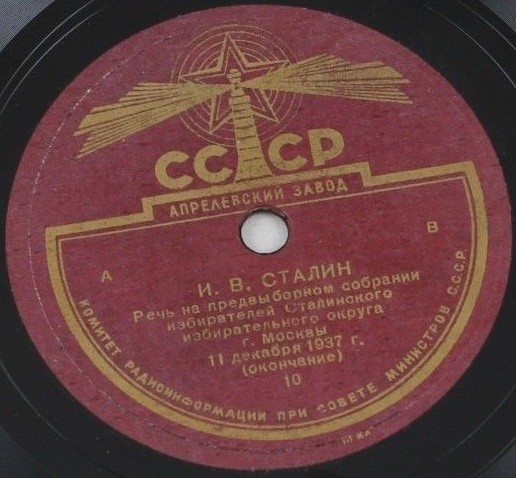 СССР
АПРЕЛЕВСКИЙ ЗАВОД
А
В
И. В. СТАЛИН
Речь на предвыборном собрании
избирателей Сталинского
избирательного округа
г. Москвы
11 декабря 1937 г.
(окончание)
10
КОМИТЕТ РАДИОИНФОРМАЦИИ ПРИ СОВЕТЕ МИНИСТРОВ СССР